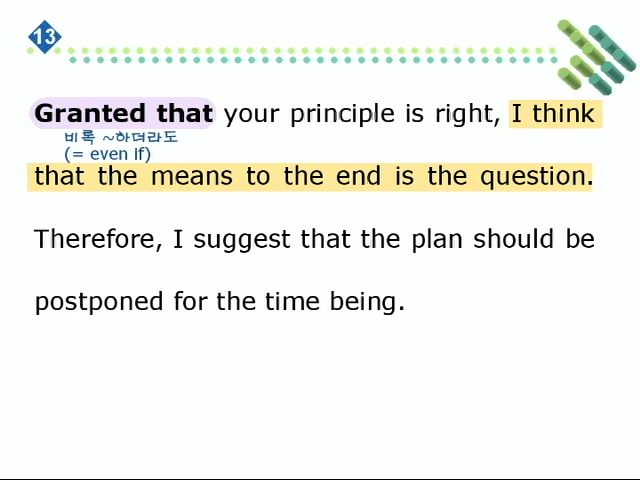 13
Granted that your principle is right, I think
비록 ~하더라도
(= even if)
that the means to the end is the question.
Therefore, I suggest that the plan should be
postponed for the time being.